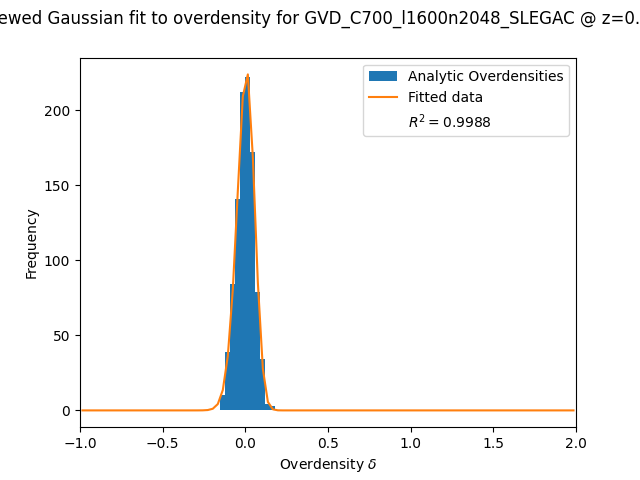 ewed Gaussian fit to overdensity for GVD_C700_l1600n2048_SLEGAC @ z=0.
Analytic Overdensities
Fitted data
R² = 0.9988
Frequency
200
150
100
50
0
−1.0 −0.5 0.0 0.5 1.0 1.5 2.0
Overdensity δ